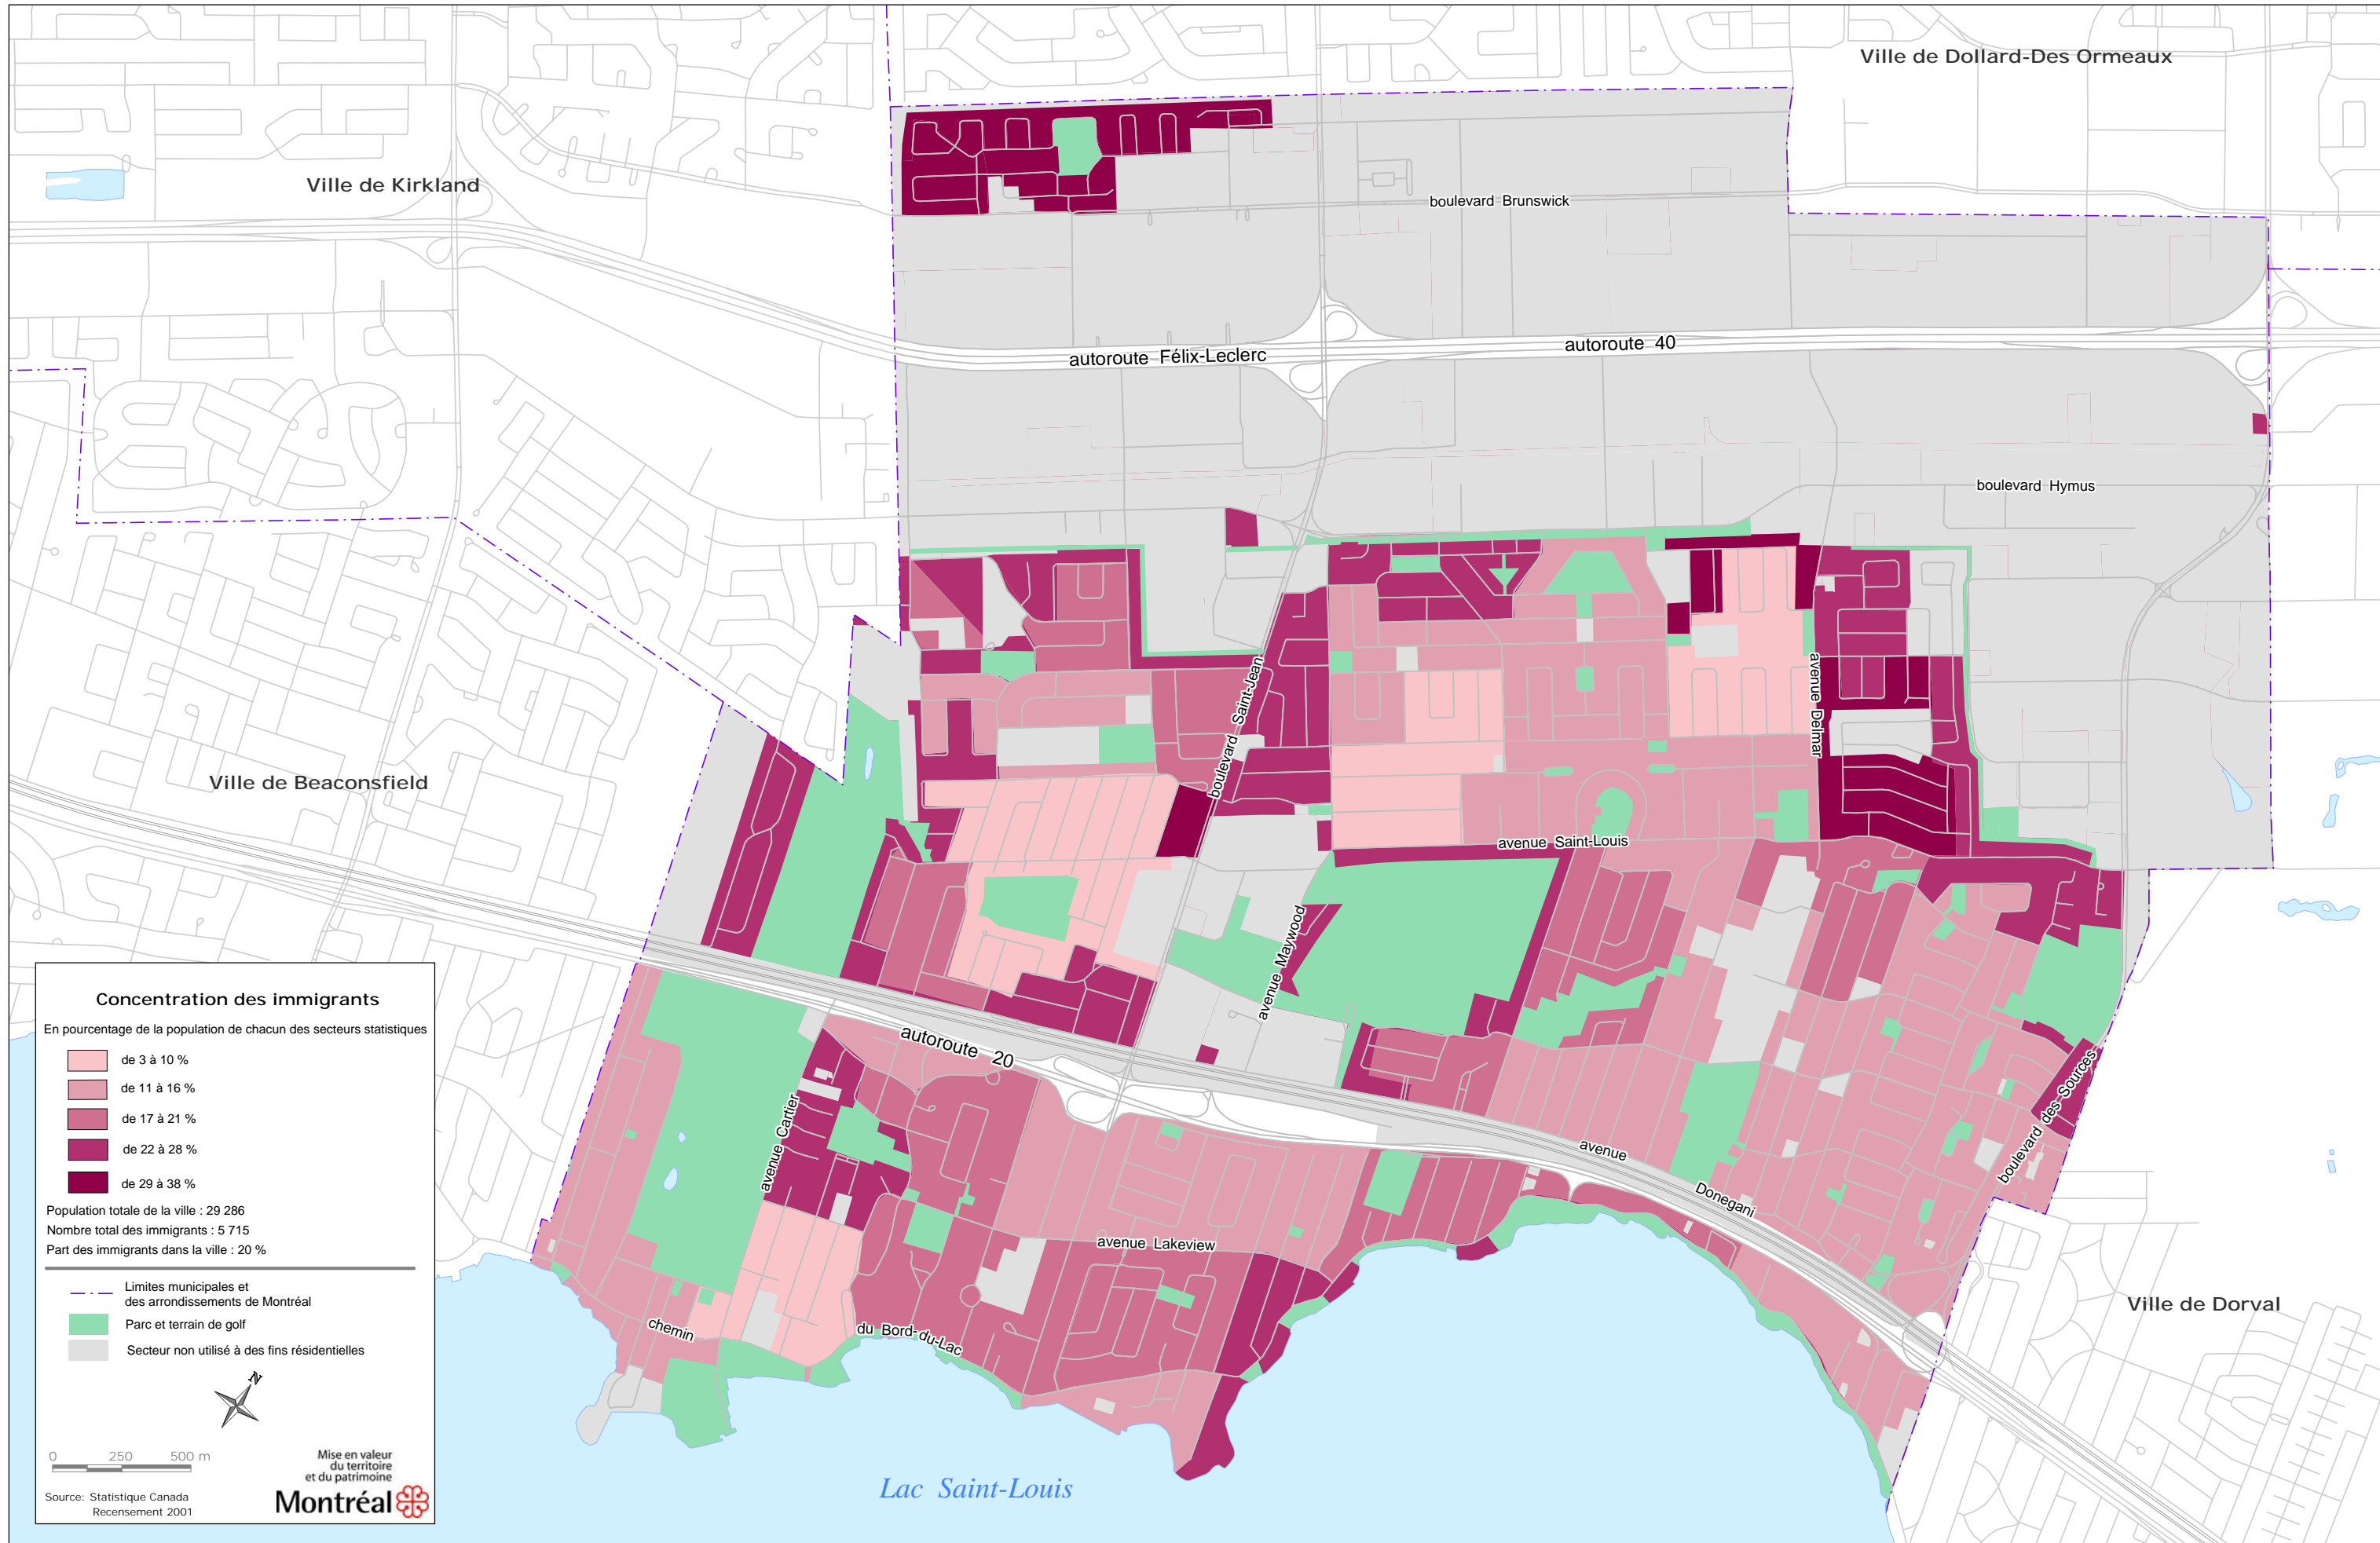 Ville de Dollard-Des Ormeaux
Ville de Kirkland
boulevard Brunswick
autoroute Félix-Leclerc
autoroute 40
boulevard Hymus
boulevard Saint-Jean
avenue Delmar
Ville de Beaconsfield
avenue Saint-Louis
avenue Maywood
autoroute 20
avenue Cartier
boulevard des Sources
avenue
Donegani
avenue Lakeview
Ville de Dorval
chemin
du Bord-du-Lac
Lac Saint-Louis
Concentration des immigrants
En pourcentage de la population de chacun des secteurs statistiques
de 3 à 10 %
de 11 à 16 %
de 17 à 21 %
de 22 à 28 %
de 29 à 38 %
Population totale de la ville : 29 286
Nombre total des immigrants : 5 715
Part des immigrants dans la ville : 20 %
Limites municipales et
des arrondissements de Montréal
Parc et terrain de golf
Secteur non utilisé à des fins résidentielles
N
0 250 500 m
Mise en valeur
du territoire
et du patrimoine
Montréal
Source: Statistique Canada
Recensement 2001